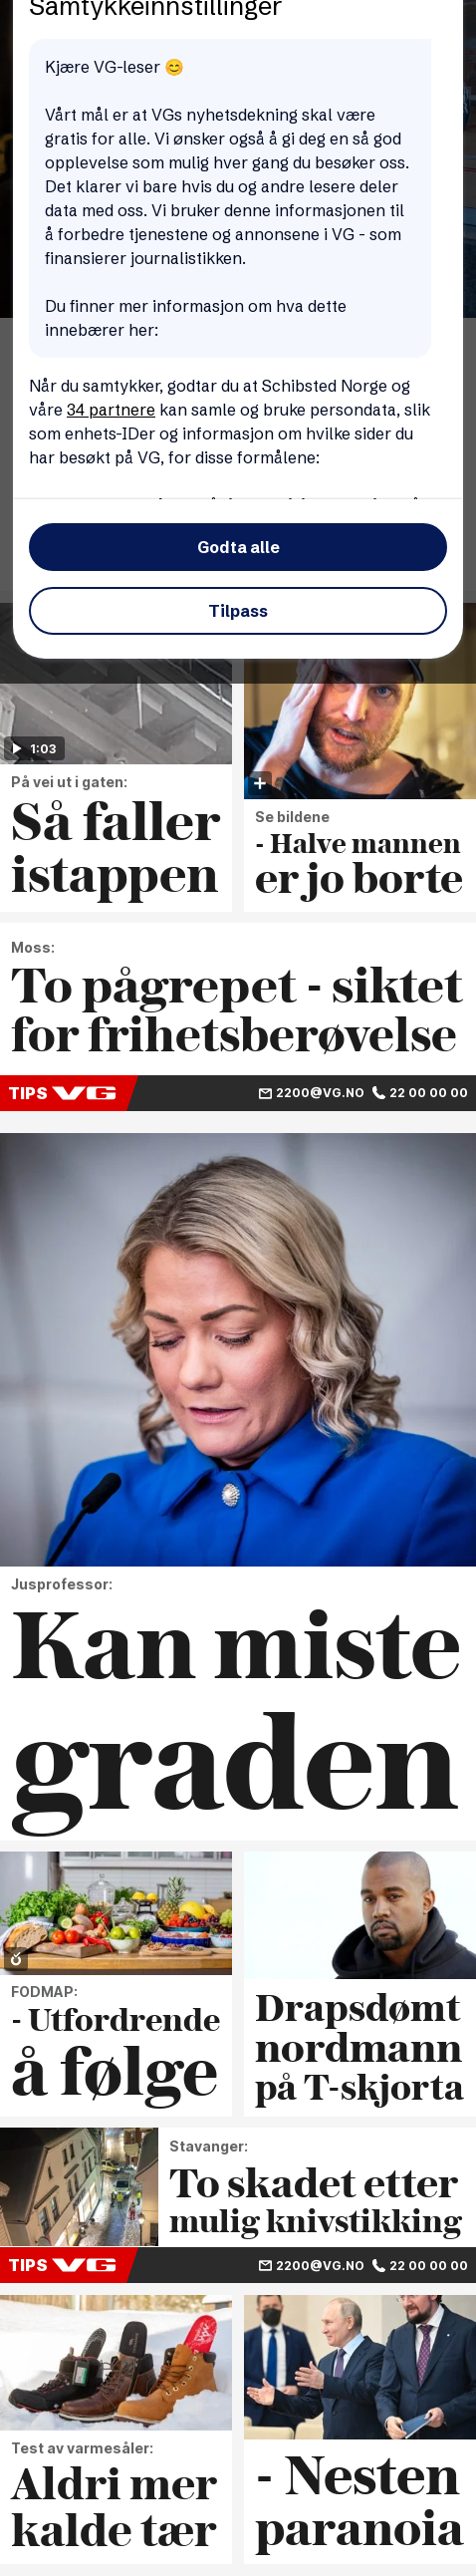 Samtykkeinnstillinger
Kjære VG-leser 😊
Vårt mål er at VGs nyhetsdekning skal være
gratis for alle. Vi ønsker også å gi deg en så god
opplevelse som mulig hver gang du besøker oss.
Det klarer vi bare hvis du og andre lesere deler
data med oss. Vi bruker denne informasjonen til
å forbedre tjenestene og annonsene i VG - som
finansierer journalistikken.
Du finner mer informasjon om hva dette
innebærer her:
Når du samtykker, godtar du at Schibsted Norge og
våre 34 partnere kan samle og bruke persondata, slik
som enhets-IDer og informasjon om hvilke sider du
har besøkt på VG, for disse formålene:
Godta alle
Tilpass
1:03
På vei ut i gaten:
Så faller
istappen
Se bildene
- Halve mannen
er jo borte
Moss:
To pågrepet - siktet
for frihetsberøvelse
TIPS VG 2200@VG.NO 22 00 00 00
Jusprofessor:
Kan miste
graden
FODMAP:
- Utfordrende
å følge
Drapsdømt
nordmann
på T-skjorta
Stavanger:
To skadet etter
mulig knivstikking
TIPS VG 2200@VG.NO 22 00 00 00
Test av varmesåler:
Aldri mer
kalde tær
- Nesten
paranoia